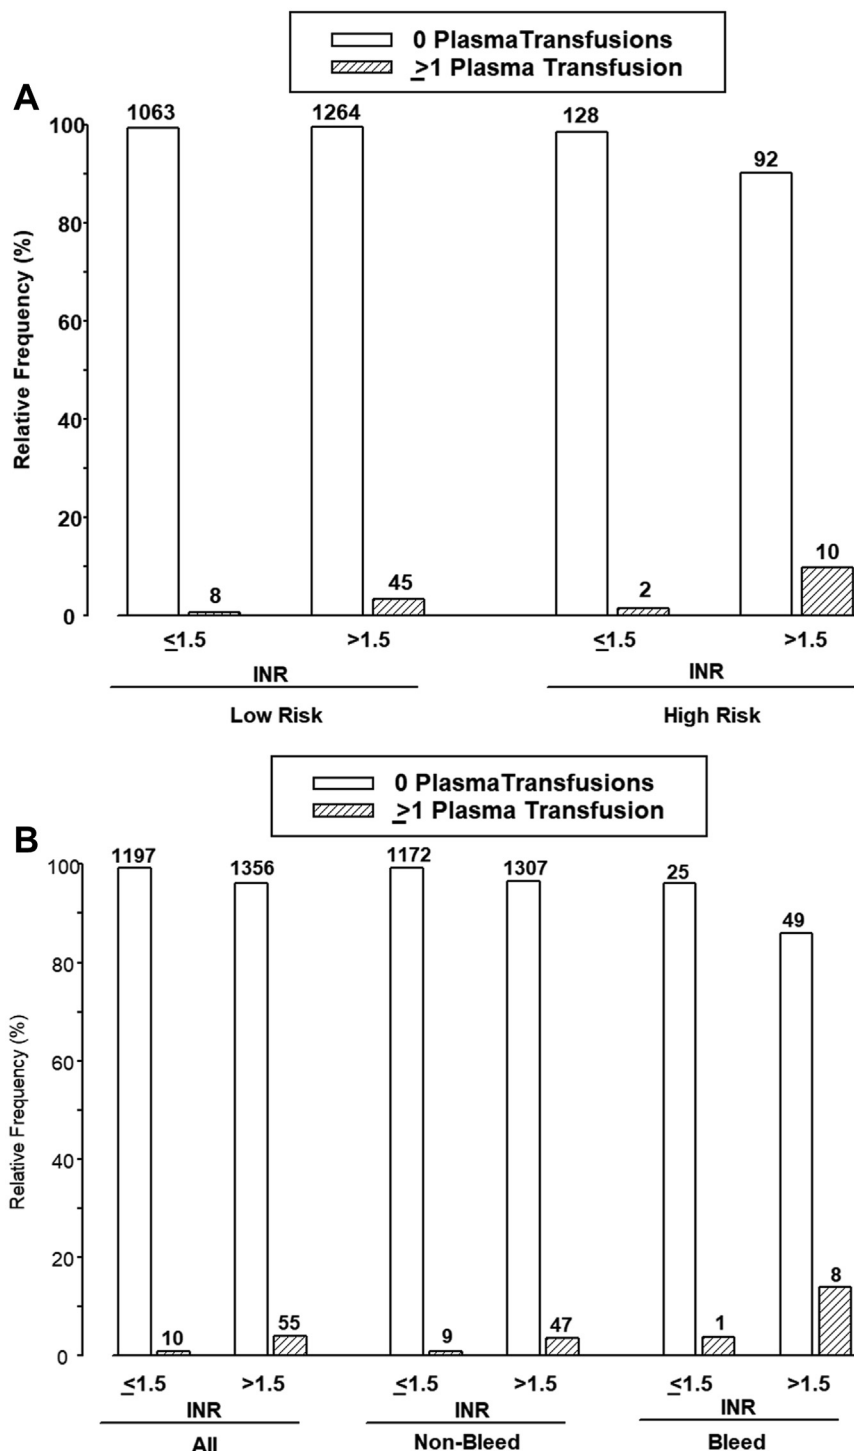 0 PlasmaTransfusions
≥1 Plasma Transfusion
A
1063 1264 128 92
100
80
60
40
20
0
Relative Frequency (%)
8 45 2 10
≤1.5 >1.5 ≤1.5 >1.5
INR INR
Low Risk High Risk
0 PlasmaTransfusions
≥1 Plasma Transfusion
B
1197 1356 1172 1307 25 49
100
80
60
40
20
0
Relative Frequency (%)
10 55 9 47 1 8
≤1.5 >1.5 ≤1.5 >1.5 ≤1.5 >1.5
INR INR INR
All Non-Bleed Bleed